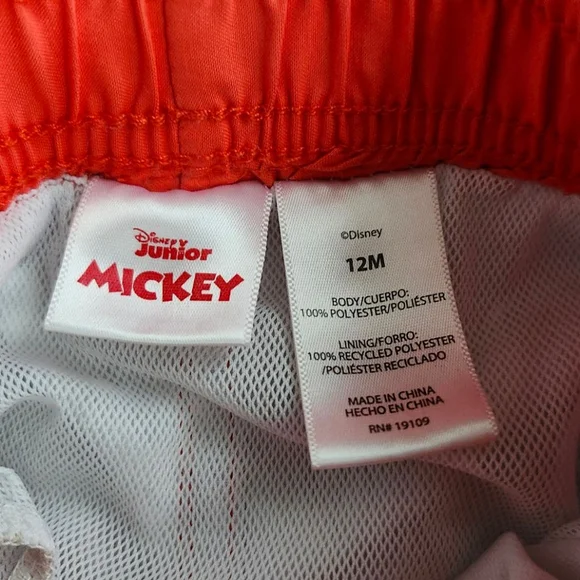 Disney
Junior
MICKEY
©Disney
12M
BODY/CUERPO:
100% POLYESTER/POLIÉSTER
LINING/FORRO:
100% RECYCLED POLYESTER
/POLIÉSTER RECICLADO
MADE IN CHINA
HECHO EN CHINA
RN# 19109